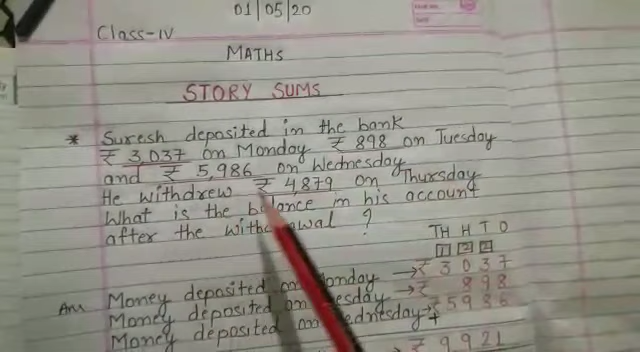 01|05|20
Class-IV
MATHS
STORY SUMS
* Suresh deposited in the bank
₹ 3,037 on Monday ₹ 898 on Tuesday
and ₹ 5,986 on Wednesday
He withdrew ₹ 4,879 on Thursday
What is the balance in his account
after the withdrawal ?
TH H T O
1 2 2
Ans Money deposited on Monday → ₹ 3 0 3 7
Money deposited on Tuesday → ₹ 8 9 8
Money deposited on Wednesday → ₹ 5 9 8 6
+
→ ₹ 9 9 2 1